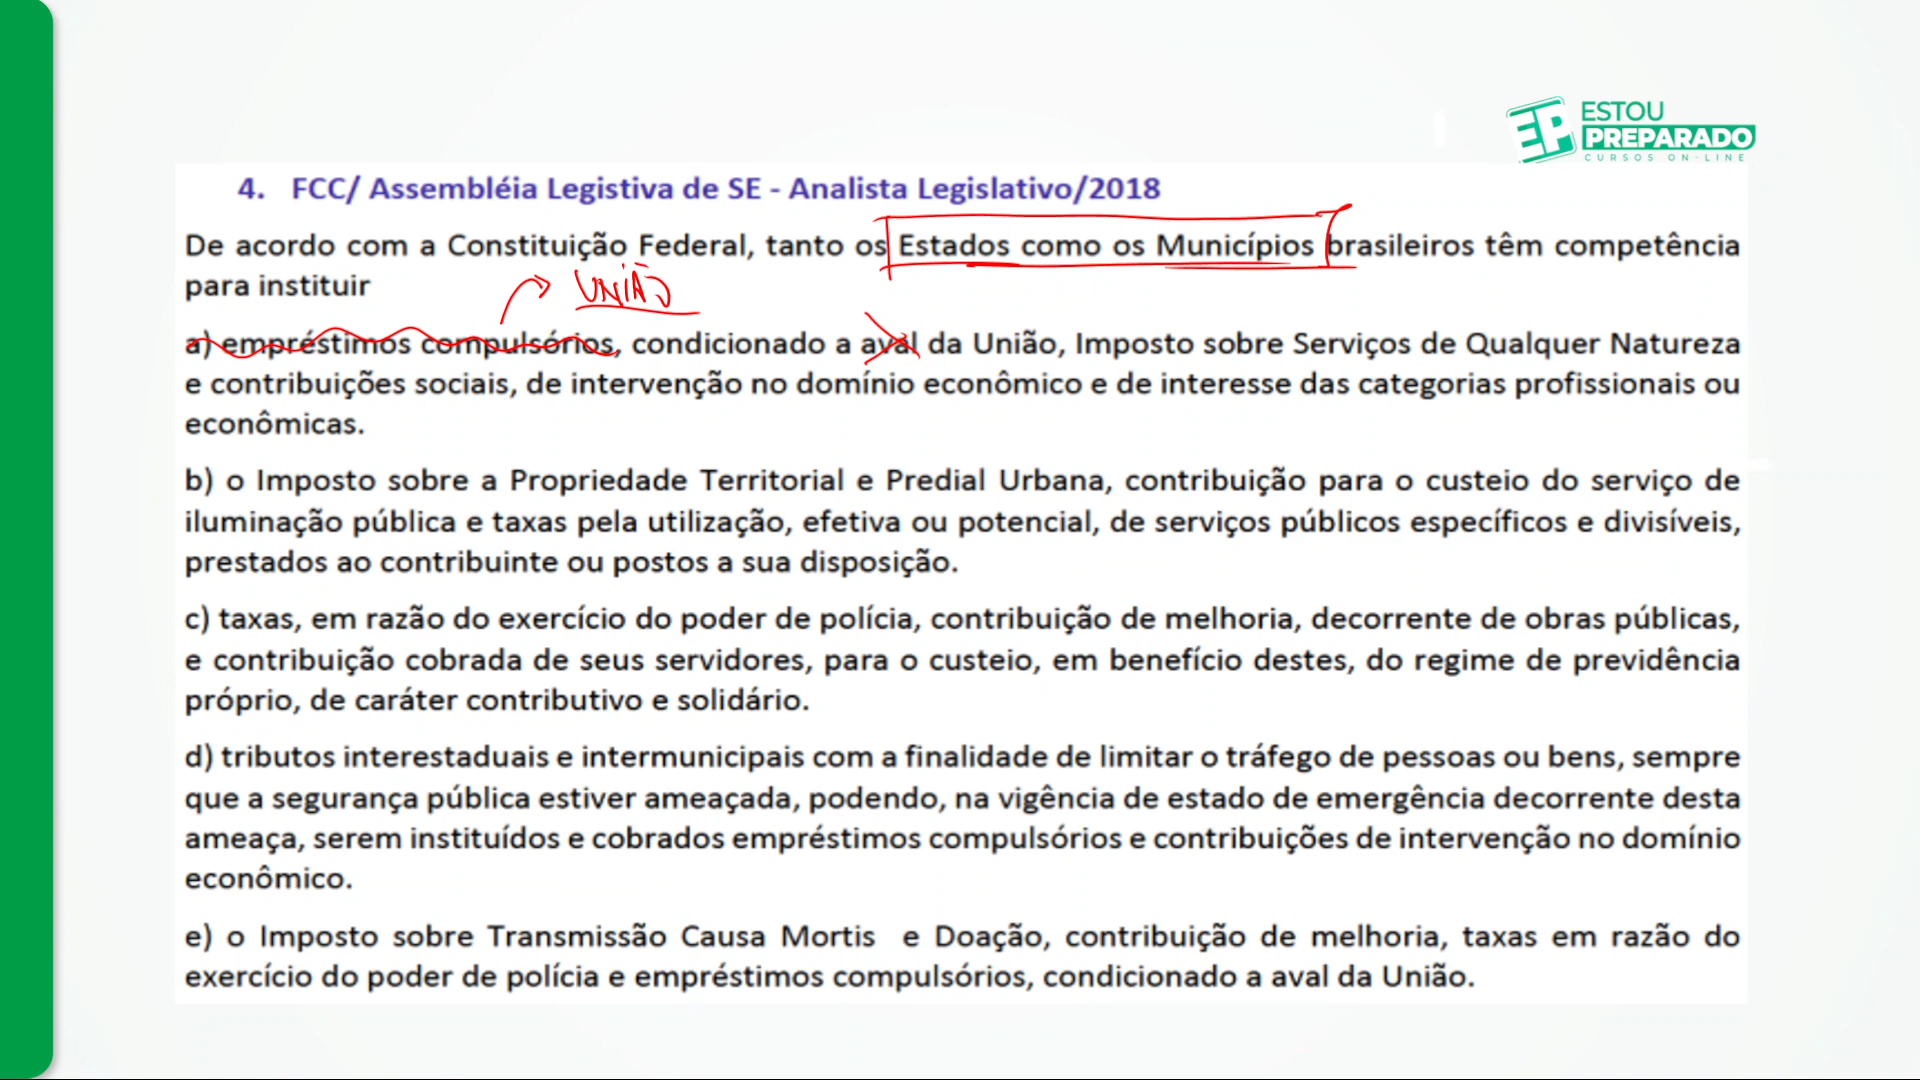 ESTOU
EP PREPARADO
CURSOS ON-LINE
4. FCC/ Assembléia Legistiva de SE - Analista Legislativo/2018
De acordo com a Constituição Federal, tanto os Estados como os Municípios brasileiros têm competência
para instituir
UNIÃO
a) empréstimos compulsórios, condicionado a aval da União, Imposto sobre Serviços de Qualquer Natureza
e contribuições sociais, de intervenção no domínio econômico e de interesse das categorias profissionais ou
econômicas.
b) o Imposto sobre a Propriedade Territorial e Predial Urbana, contribuição para o custeio do serviço de
iluminação pública e taxas pela utilização, efetiva ou potencial, de serviços públicos específicos e divisíveis,
prestados ao contribuinte ou postos a sua disposição.
c) taxas, em razão do exercício do poder de polícia, contribuição de melhoria, decorrente de obras públicas,
e contribuição cobrada de seus servidores, para o custeio, em benefício destes, do regime de previdência
próprio, de caráter contributivo e solidário.
d) tributos interestaduais e intermunicipais com a finalidade de limitar o tráfego de pessoas ou bens, sempre
que a segurança pública estiver ameaçada, podendo, na vigência de estado de emergência decorrente desta
ameaça, serem instituídos e cobrados empréstimos compulsórios e contribuições de intervenção no domínio
econômico.
e) o Imposto sobre Transmissão Causa Mortis e Doação, contribuição de melhoria, taxas em razão do
exercício do poder de polícia e empréstimos compulsórios, condicionado a aval da União.